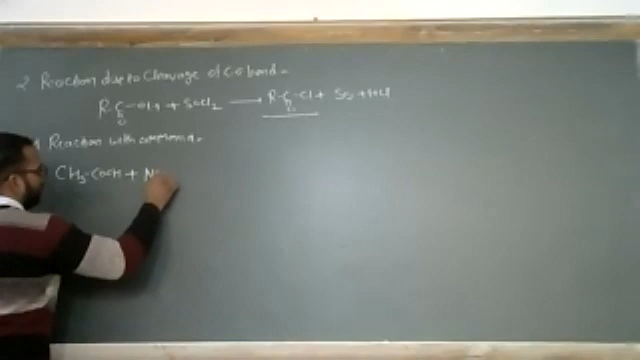 2 Reaction due to Cleavage of C-O bond -
R-C-OH + SOCl2 → R-C-Cl + SO2 + HCl
O O
Reaction with ammonia -
CH3-COOH + N